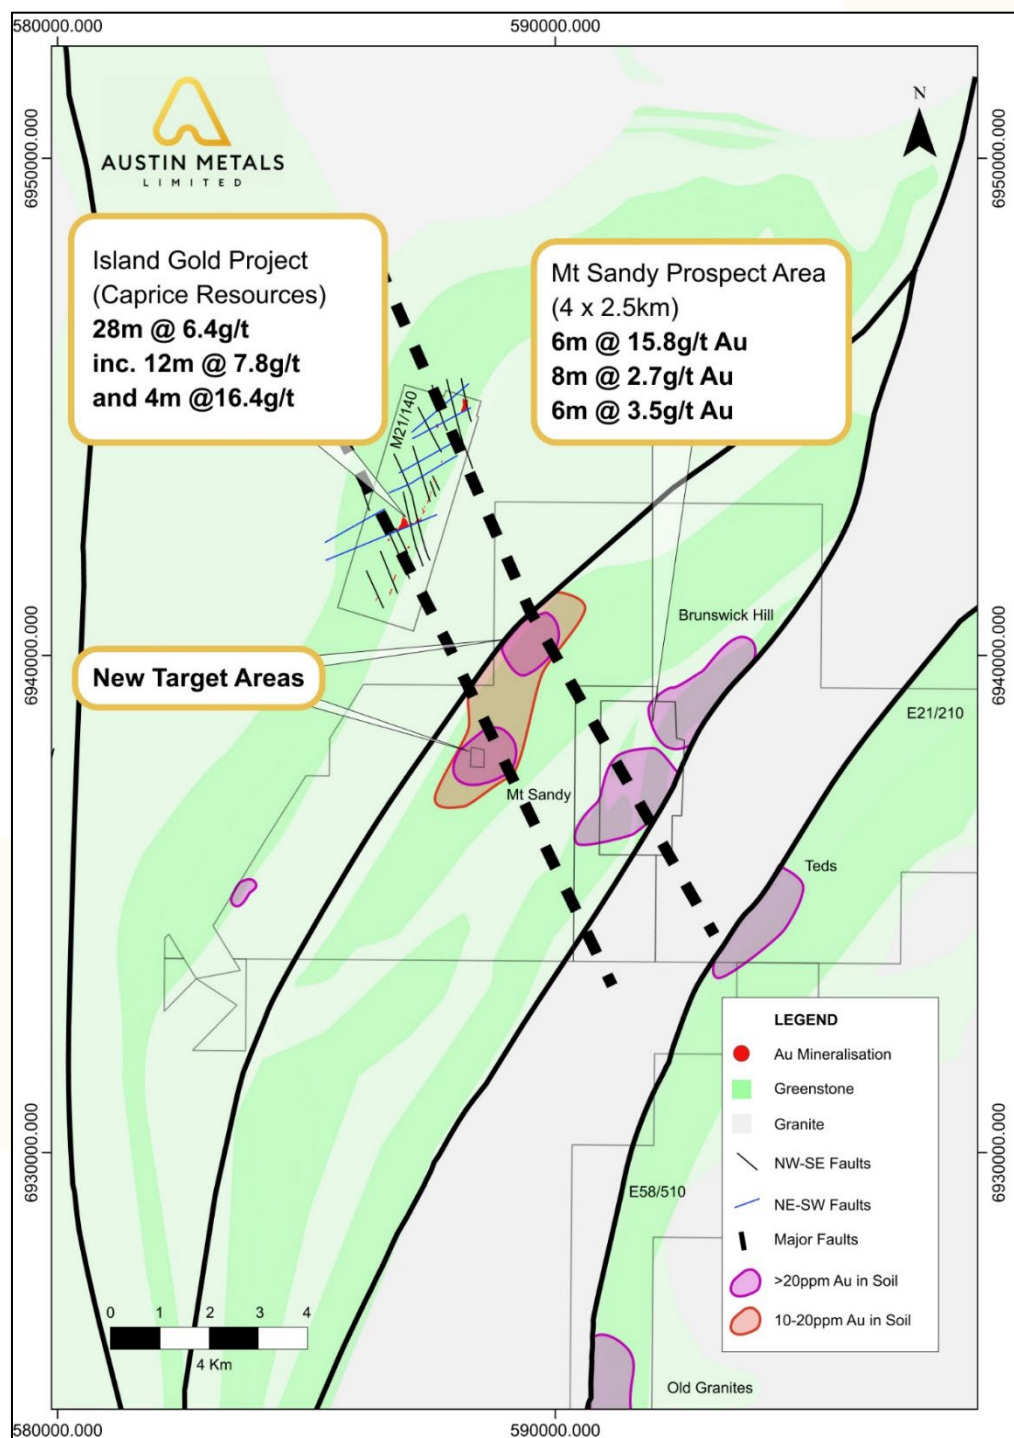 580000.000
590000.000
6950000.000
6950000.000
N
AUSTIN METALS
LIMITED
Island Gold Project
(Caprice Resources)
28m @ 6.4g/t
inc. 12m @ 7.8g/t
and 4m @16.4g/t
Mt Sandy Prospect Area
(4 x 2.5km)
6m @ 15.8g/t Au
8m @ 2.7g/t Au
6m @ 3.5g/t Au
M21/140
Brunswick Hill
6940000.000
6940000.000
New Target Areas
E21/210
Mt Sandy
Teds
LEGEND
Au Mineralisation
Greenstone
Granite
NW-SE Faults
NE-SW Faults
Major Faults
>20ppm Au in Soil
10-20ppm Au in Soil
6930000.000
6930000.000
E58/510
0 1 2 3 4
4 Km
Old Granites
580000.000
590000.000